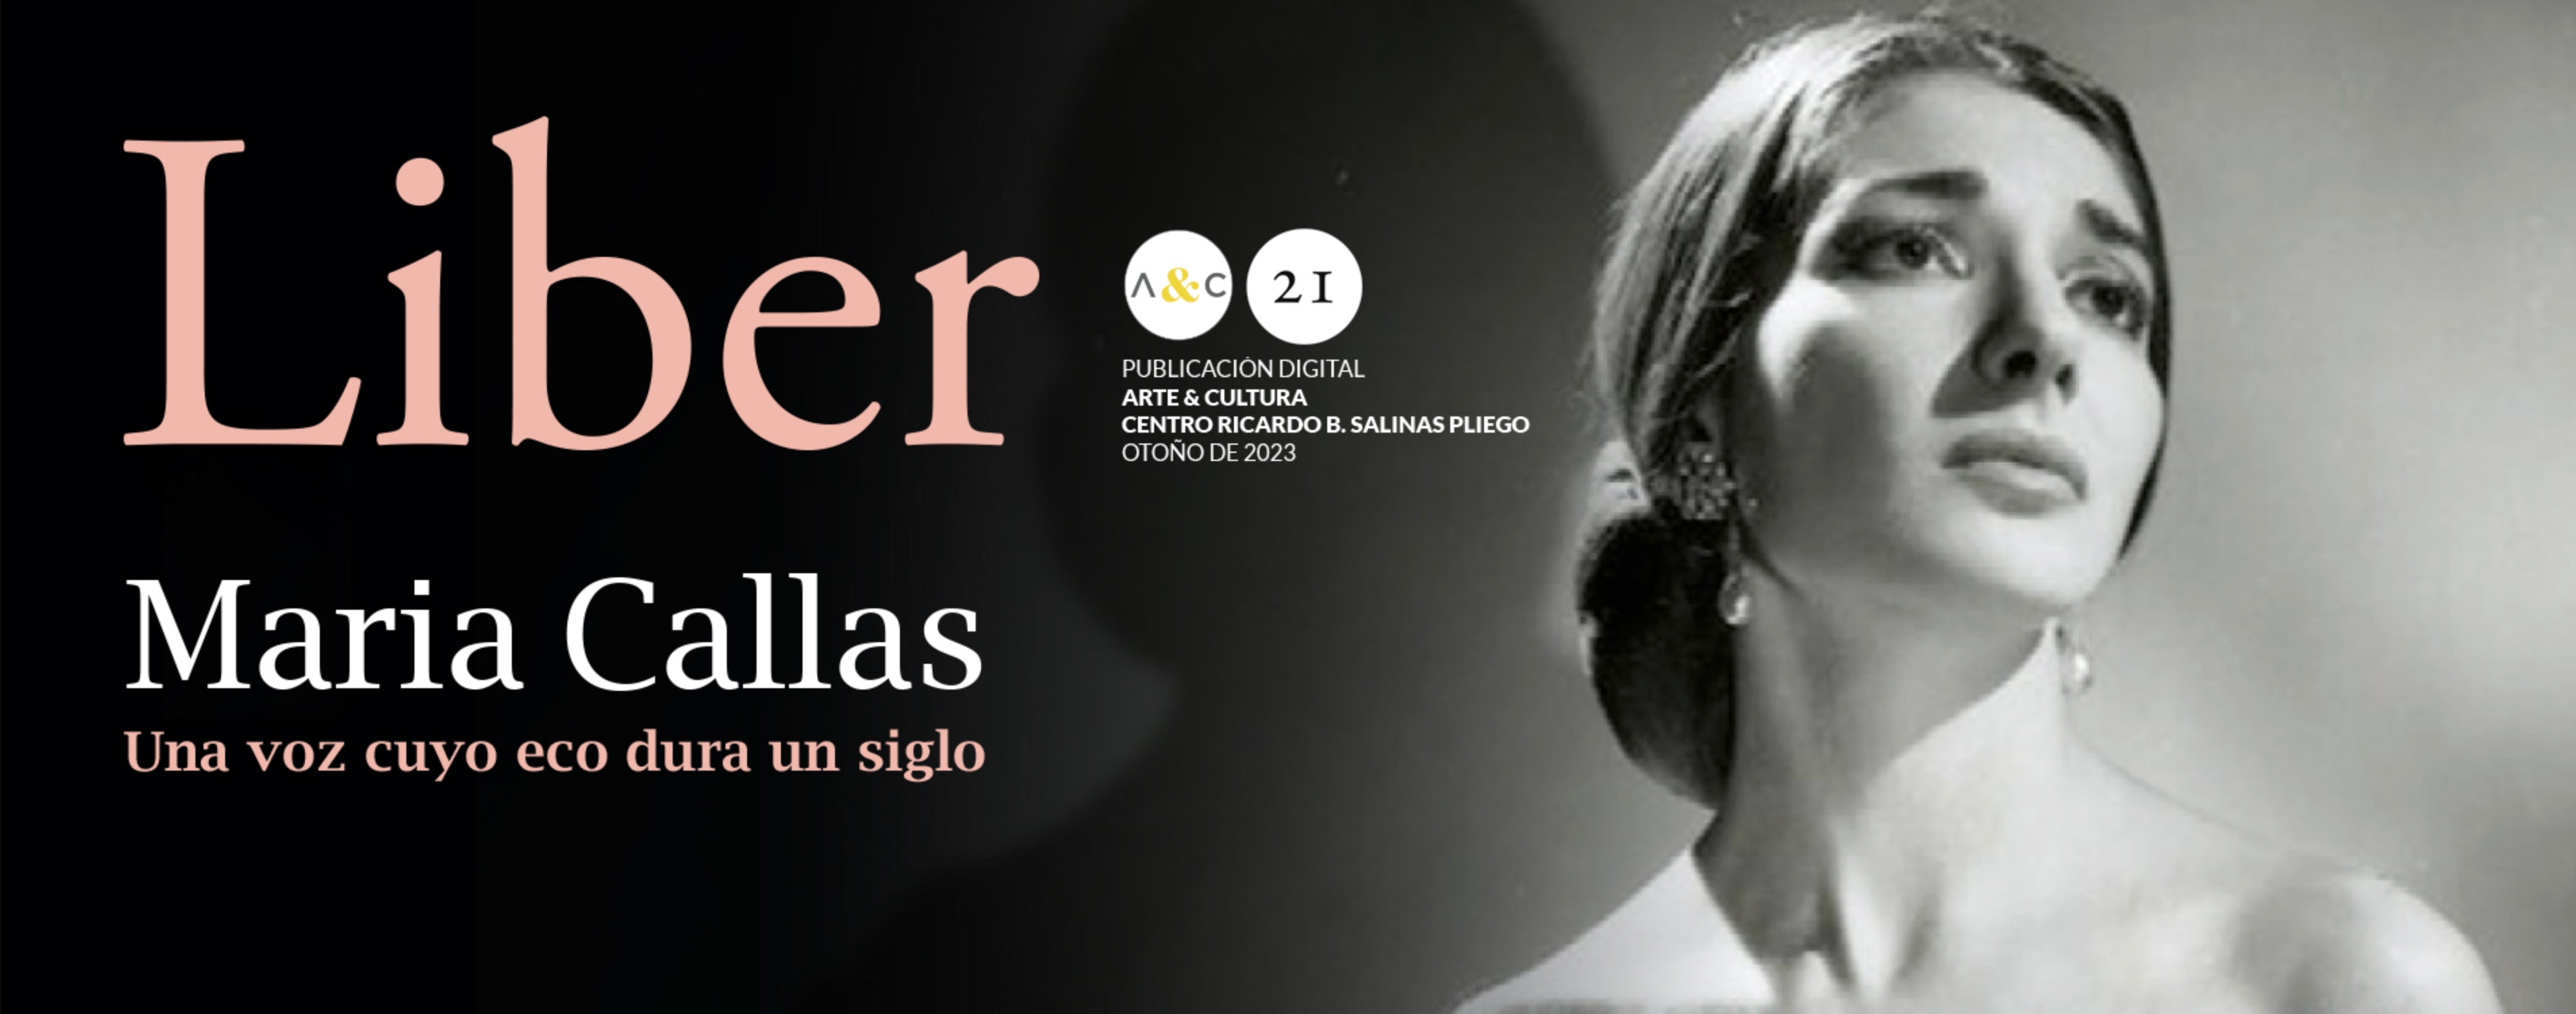 Liber
A&C 21
PUBLICACIÓN DIGITAL
ARTE & CULTURA
CENTRO RICARDO B. SALINAS PLIEGO
OTOÑO DE 2023
Maria Callas
Una voz cuyo eco dura un siglo